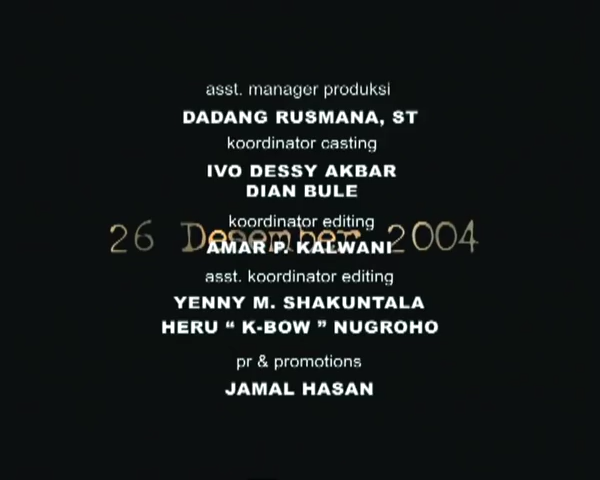 asst. manager produksi
DADANG RUSMANA, ST
koordinator casting
IVO DESSY AKBAR
DIAN BULE
koordinator editing
26 Desember 2004
AMAR P. KALWANI
asst. koordinator editing
YENNY M. SHAKUNTALA
HERU “ K-BOW ” NUGROHO
pr & promotions
JAMAL HASAN